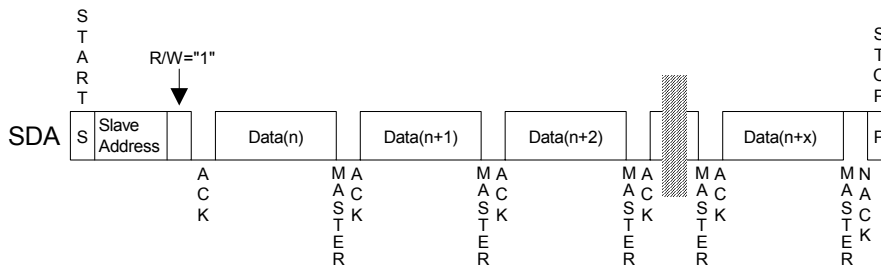 START
STOP
R/W="1"
SDA
S
Slave
Address
Data(n)
Data(n+1)
Data(n+2)
Data(n+x)
P
ACK
MASTER ACK
MASTER ACK
MASTER ACK
MASTER ACK
MASTER NACK